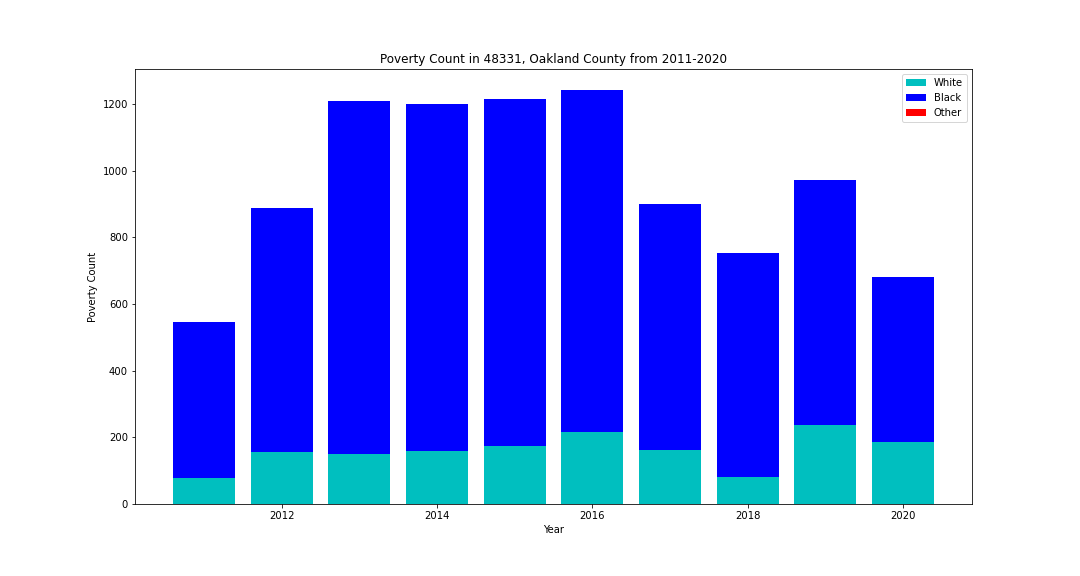 Poverty Count in 48331, Oakland County from 2011-2020
White
Black
Other
1200
1000
800
600
400
200
0
Poverty Count
2012 2014 2016 2018 2020
Year